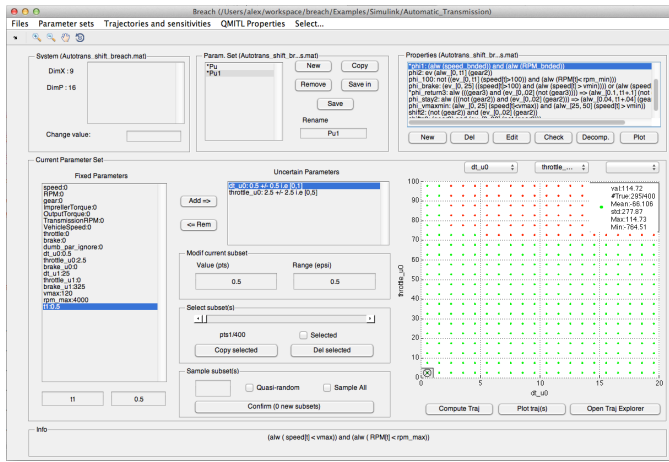 Breach (/Users/alex/workspace/breach/Examples/Simulink/Automatic_Transmission)
Files Parameter sets Trajectories and sensitivities QMITL Properties Select...
System (Autotrans_shift_breach.mat)
DimX : 9
DimP : 16
Change value:
Param. Set (Autotrans_shift_br...s.mat)
*Pu
*Pu1
New
Copy
Remove
Save in
Save
Rename
Pu1
Properties (Autotrans_shift_br...s.mat)
*phi1: (alw (speed_bnded)) and (alw (RPM_bnded))
phi2: ev (alw_[0, t1] (gear2))
phi_100: not ((ev_[0, t1] (speed[t]>100)) and (alw (RPM[t]< rpm_min)))
phi_brake: (ev_[0, 25] ((speed[t]>100) and (alw (speed[t] > vmin)))) or (alw (speed
*phi_return3: alw (((gear3) and (ev_[0,.02] (not (gear3)))) => (alw_[0.1, t1+.1] (not
phi_stay2: alw (((not (gear2)) and (ev_[0,.02] (gear2))) => (alw_[0.04, t1+.04] (gea
phi_vmaxmin: (alw_[0, 25] (speed[t]<vmax)) and (alw_[25, 50] (speed[t] > vmin))
shift2: (not (gear2)) and (ev_[0,.02] (gear2))
New
Del
Edit
Check
Decomp.
Plot
Current Parameter Set
Fixed Parameters
speed:0
RPM:0
gear:0
ImprellerTorque:0
OutputTorque:0
TransmissionRPM:0
VehicleSpeed:0
throttle:0
brake:0
dumb_par_ignore:0
dt_u0:0.5
throttle_u0:2.5
brake_u0:0
dt_u1:25
throttle_u1:0
brake_u1:325
vmax:120
rpm_max:4000
t1:0.5
t1
0.5
Add =>
<= Rem
Uncertain Parameters
dt_u0: 0.5 +/- 0.5 i.e [0,1]
throttle_u0: 2.5 +/- 2.5 i.e [0,5]
Modif current subset
Value (pts)
Range (epsi)
0.5
0.5
Select subset(s)
pts1/400
Selected
Copy selected
Del selected
Sample subset(s)
Quasi-random
Sample All
Confirm (0 new subsets)
dt_u0
throttle_...
val:114.72
#True:295/400
Mean:-66.106
std:277.87
Max:114.73
Min:-764.51
100
90
80
70
60
50
40
30
20
10
0
throttle_u0
0 5 10 15 20
dt_u0
Compute Traj
Plot traj(s)
Open Traj Explorer
Info
(alw ( speed[t] < vmax)) and (alw ( RPM[t] < rpm_max))